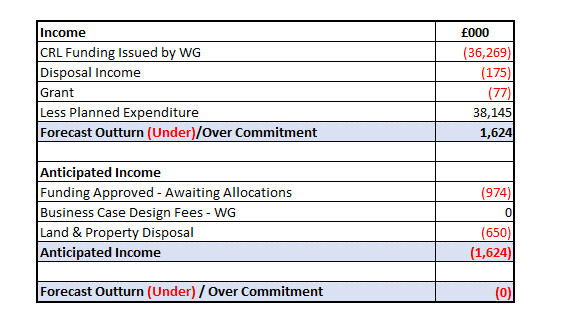 Income £000
CRL Funding Issued by WG (36,269)
Disposal Income (175)
Grant (77)
Less Planned Expenditure 38,145
Forecast Outturn (Under)/Over Commitment 1,624
Anticipated Income
Funding Approved - Awaiting Allocations (974)
Business Case Design Fees - WG 0
Land & Property Disposal (650)
Anticipated Income (1,624)
Forecast Outturn (Under) / Over Commitment (0)